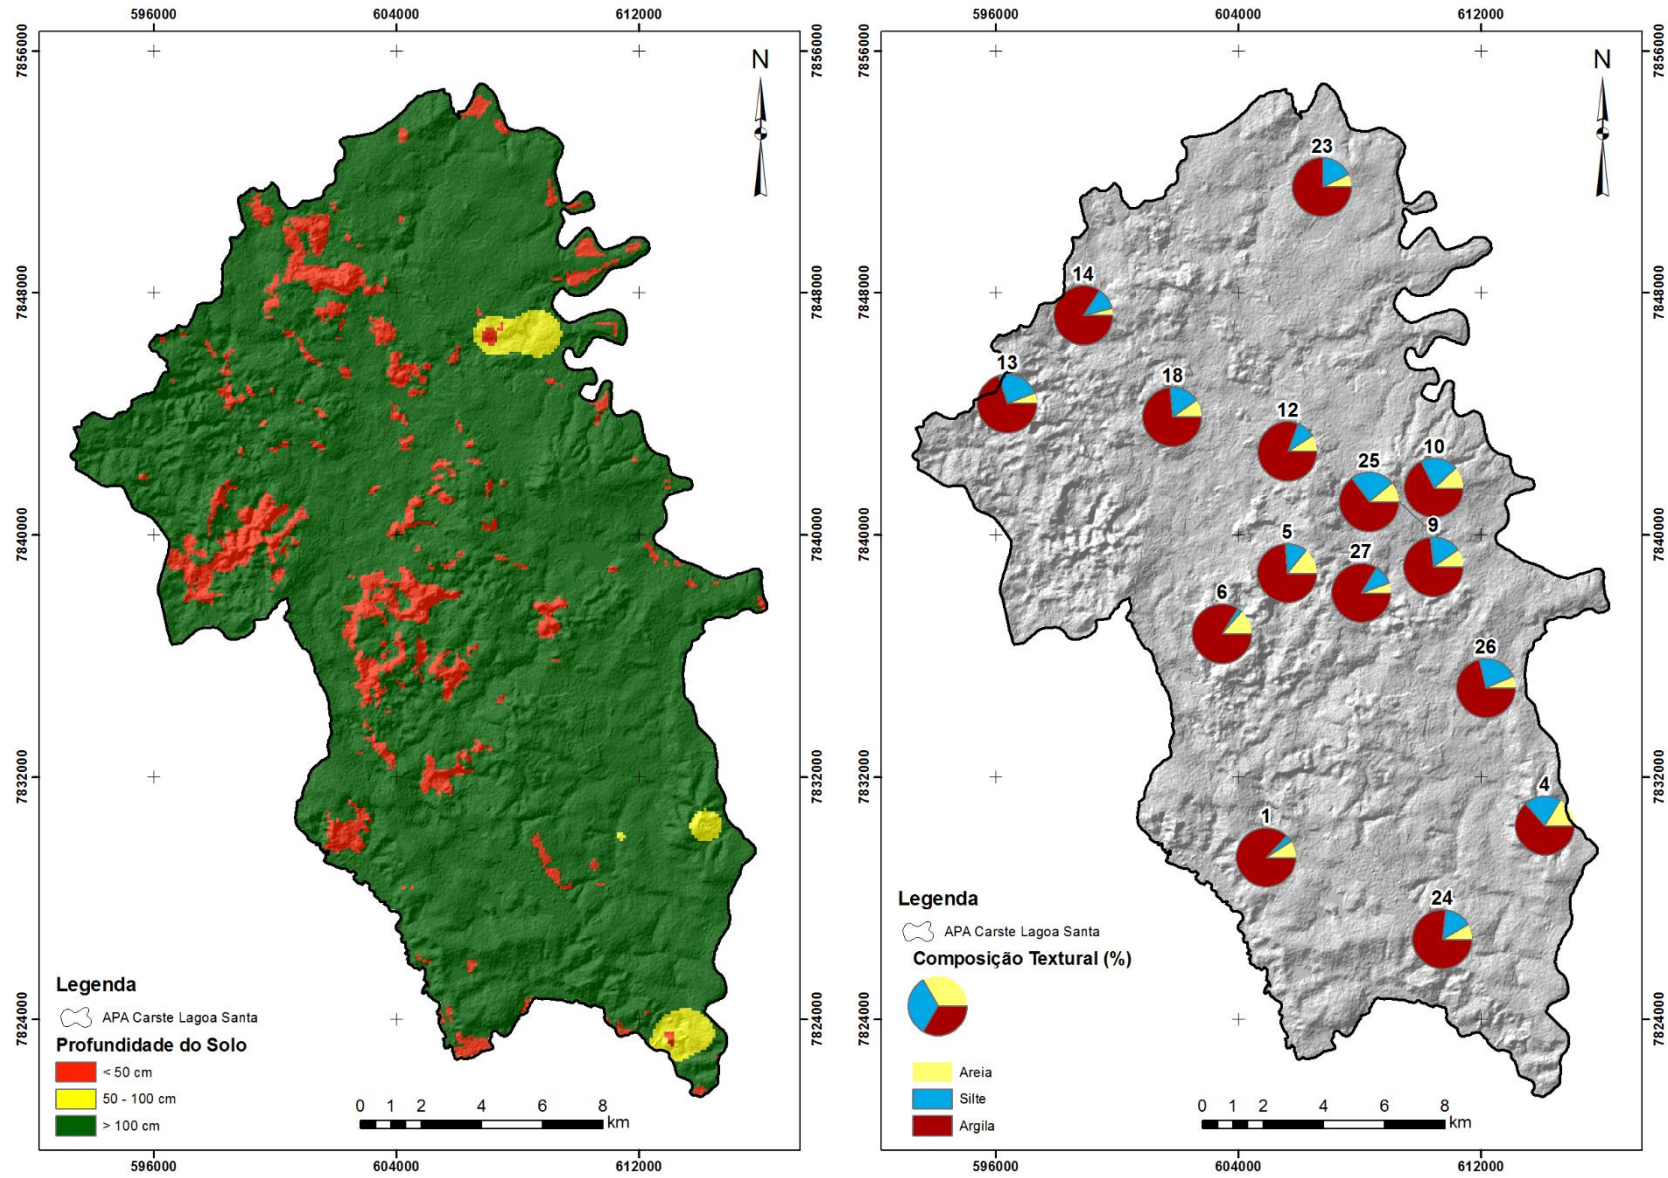 596000 604000 612000
7856000 7856000
N
7848000 7848000
7840000 7840000
7832000 7832000
7824000 7824000
Legenda
APA Carste Lagoa Santa
Profundidade do Solo
< 50 cm
50 - 100 cm
> 100 cm
0 1 2 4 6 8
km
596000 604000 612000
596000 604000 612000
7856000 7856000
N
23
7848000 7848000
14
13
18
12
10
25
7840000 7840000
9
5
27
6
26
7832000 7832000
4
1
24
7824000 7824000
Legenda
APA Carste Lagoa Santa
Composição Textural (%)
Areia
Silte
Argila
0 1 2 4 6 8
km
596000 604000 612000